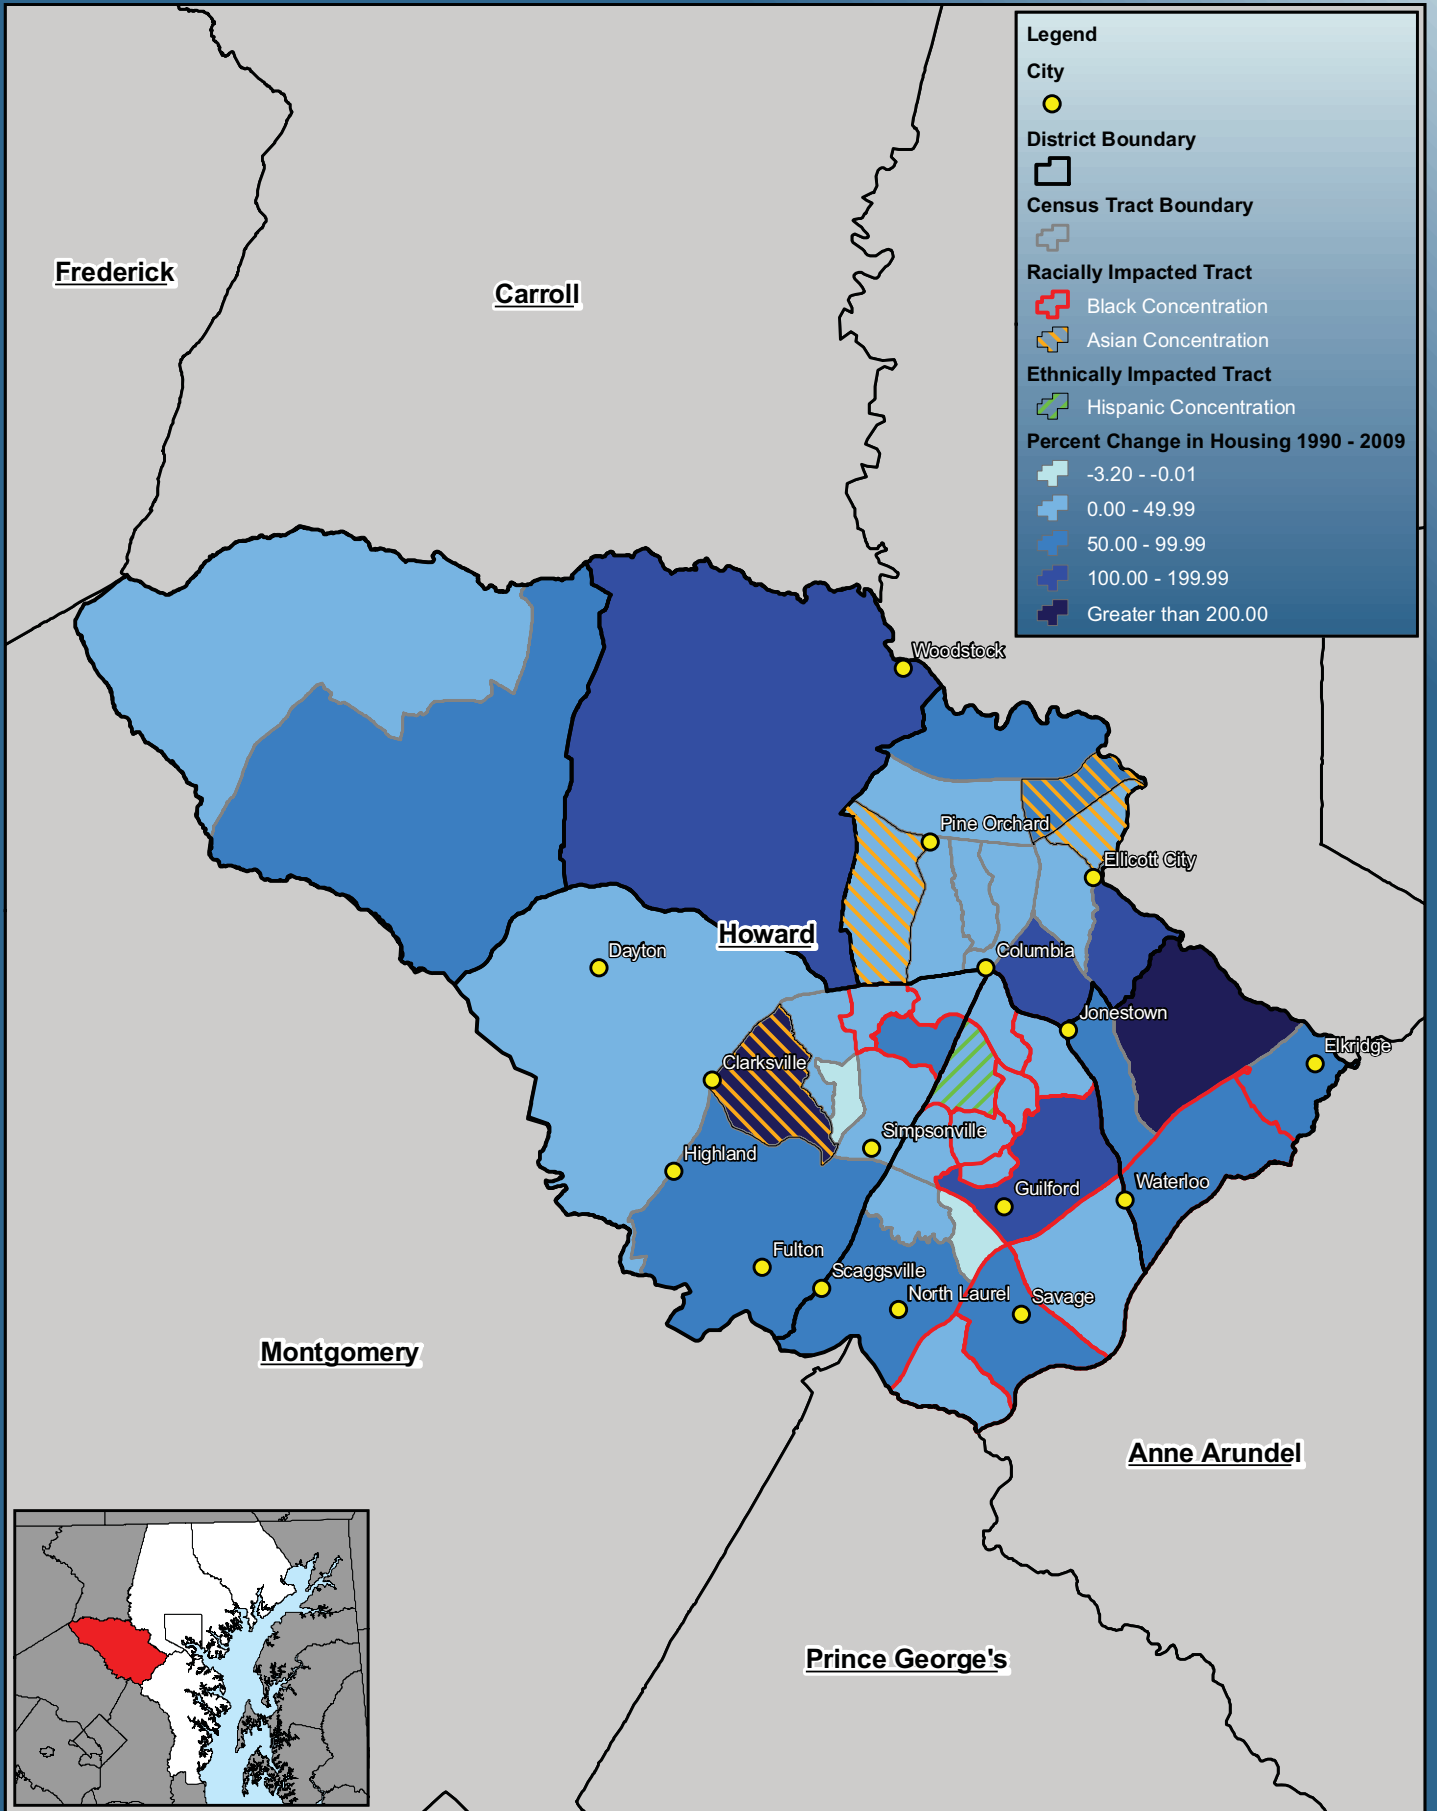 Legend
City
District Boundary
Census Tract Boundary
Racially Impacted Tract
Black Concentration
Asian Concentration
Ethnically Impacted Tract
Hispanic Concentration
Percent Change in Housing 1990 - 2009
-3.20 - -0.01
0.00 - 49.99
50.00 - 99.99
100.00 - 199.99
Greater than 200.00
Frederick
Carroll
Woodstock
Pine Orchard
Ellicott City
Howard
Dayton
Columbia
Jonestown
Elkridge
Clarksville
Simpsonville
Highland
Guilford
Waterloo
Fulton
Scaggsville
North Laurel
Savage
Montgomery
Anne Arundel
Prince George's